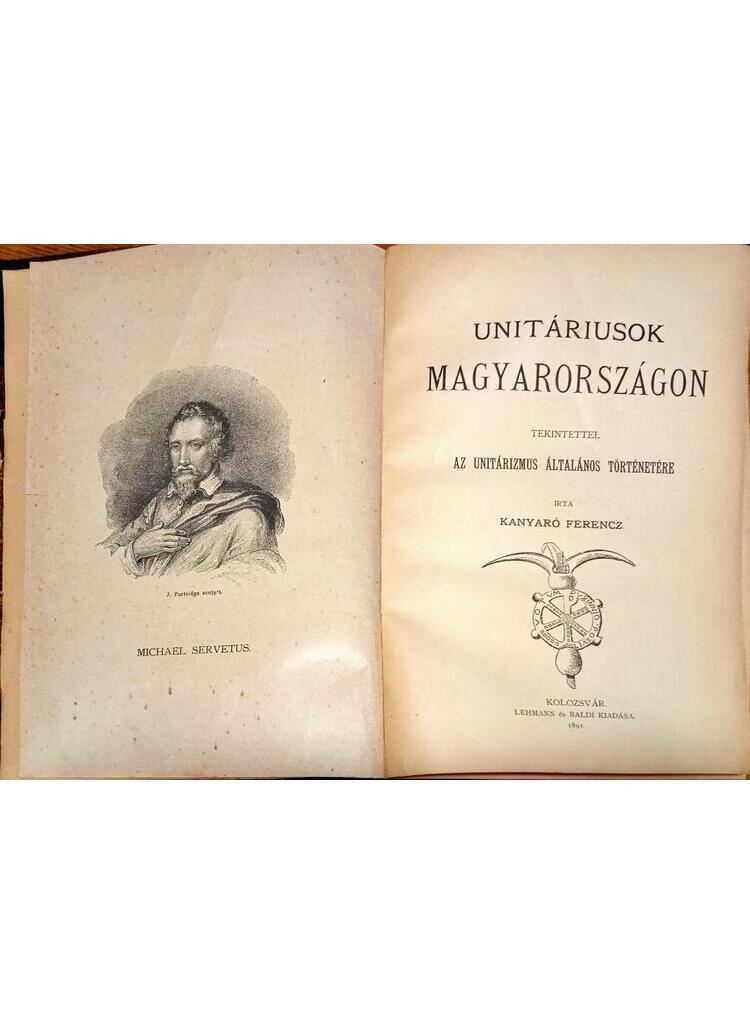 J. Partridge sculp't.
MICHAEL SERVETUS.
UNITÁRIUSOK
MAGYARORSZÁGON
TEKINTETTEL
AZ UNITÁRIZMUS ÁLTALÁNOS TÖRTÉNETÉRE
IRTA
KANYARÓ FERENCZ.
VOTUM
KOLOZSVÁR.
LEHMANN és BALDI KIADÁSA.
1891.